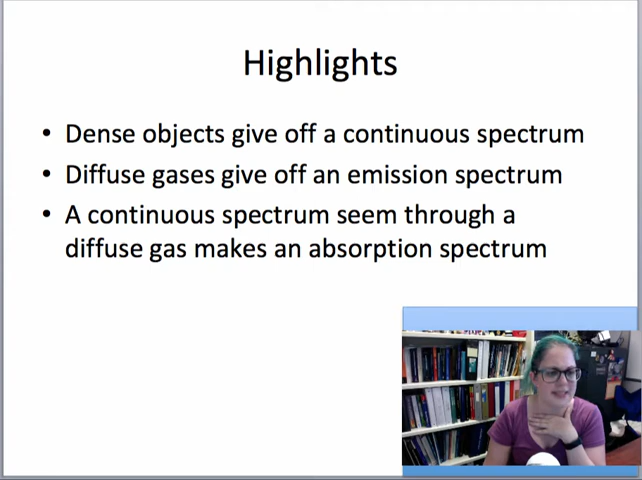 Highlights
• Dense objects give off a continuous spectrum
• Diffuse gases give off an emission spectrum
• A continuous spectrum seem through a
diffuse gas makes an absorption spectrum